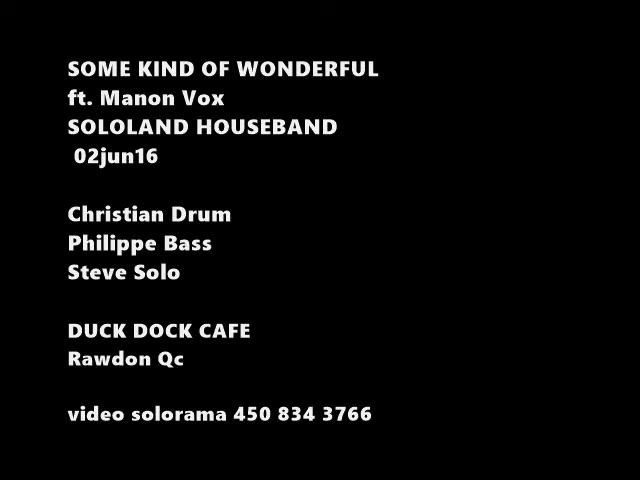 SOME KIND OF WONDERFUL
ft. Manon Vox
SOLOLAND HOUSEBAND
02jun16
Christian Drum
Philippe Bass
Steve Solo
DUCK DOCK CAFE
Rawdon Qc
video solorama 450 834 3766